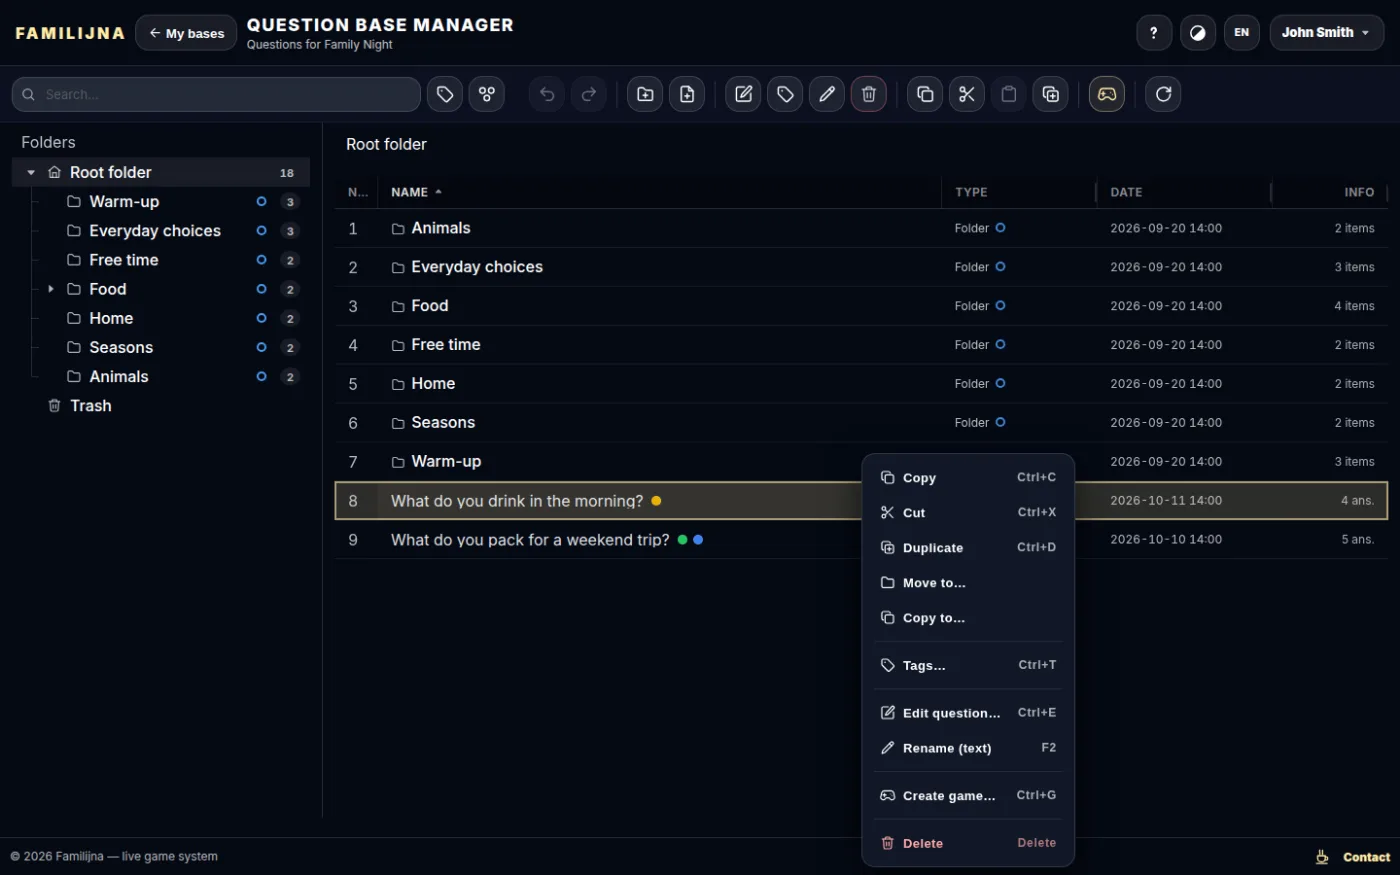 FAMILIJNA
← My bases
QUESTION BASE MANAGER
Questions for Family Night
?
EN
John Smith
Search...
Folders
Root folder 18
Warm-up 3
Everyday choices 3
Free time 2
Food 2
Home 2
Seasons 2
Animals 2
Trash
Root folder
N... NAME TYPE DATE INFO
1 Animals Folder 2026-09-20 14:00 2 items
2 Everyday choices Folder 2026-09-20 14:00 3 items
3 Food Folder 2026-09-20 14:00 4 items
4 Free time Folder 2026-09-20 14:00 2 items
5 Home Folder 2026-09-20 14:00 2 items
6 Seasons Folder 2026-09-20 14:00 2 items
7 Warm-up 2026-09-20 14:00 3 items
8 What do you drink in the morning? 2026-10-11 14:00 4 ans.
9 What do you pack for a weekend trip? 2026-10-10 14:00 5 ans.
Copy Ctrl+C
Cut Ctrl+X
Duplicate Ctrl+D
Move to...
Copy to...
Tags... Ctrl+T
Edit question... Ctrl+E
Rename (text) F2
Create game... Ctrl+G
Delete Delete
© 2026 Familijna — live game system
Contact